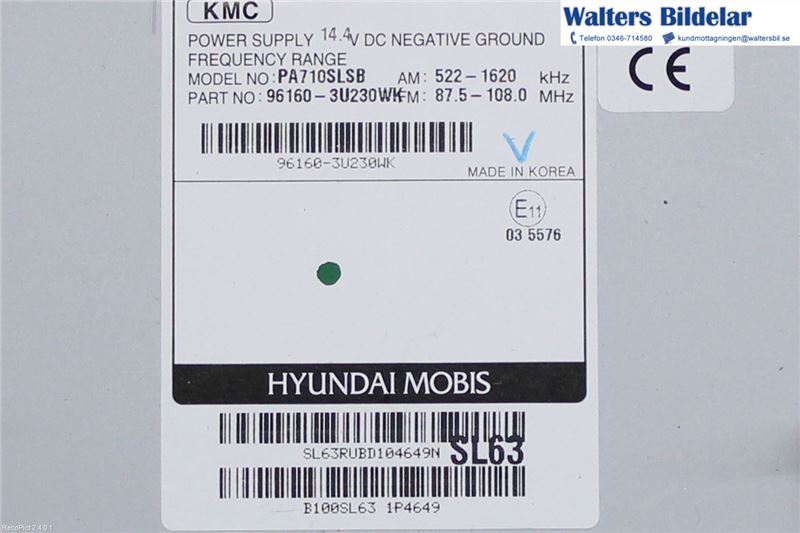 KMC
POWER SUPPLY 14.4V DC NEGATIVE GROUND
FREQUENCY RANGE
MODEL NO: PA710SLSB AM: 522-1620 kHz
PART NO: 96160-3U230WK FM: 87.5-108.0 MHz
96160-3U230WK
MADE IN KOREA
E11
03 5576
HYUNDAI MOBIS
SL63RUBD104649N SL63
B100SL63 1P4649
Walters Bildelar
Telefon 0346-714580 kundmottagningen@waltersbil.se
CE
RecoPict 2.4.0.1